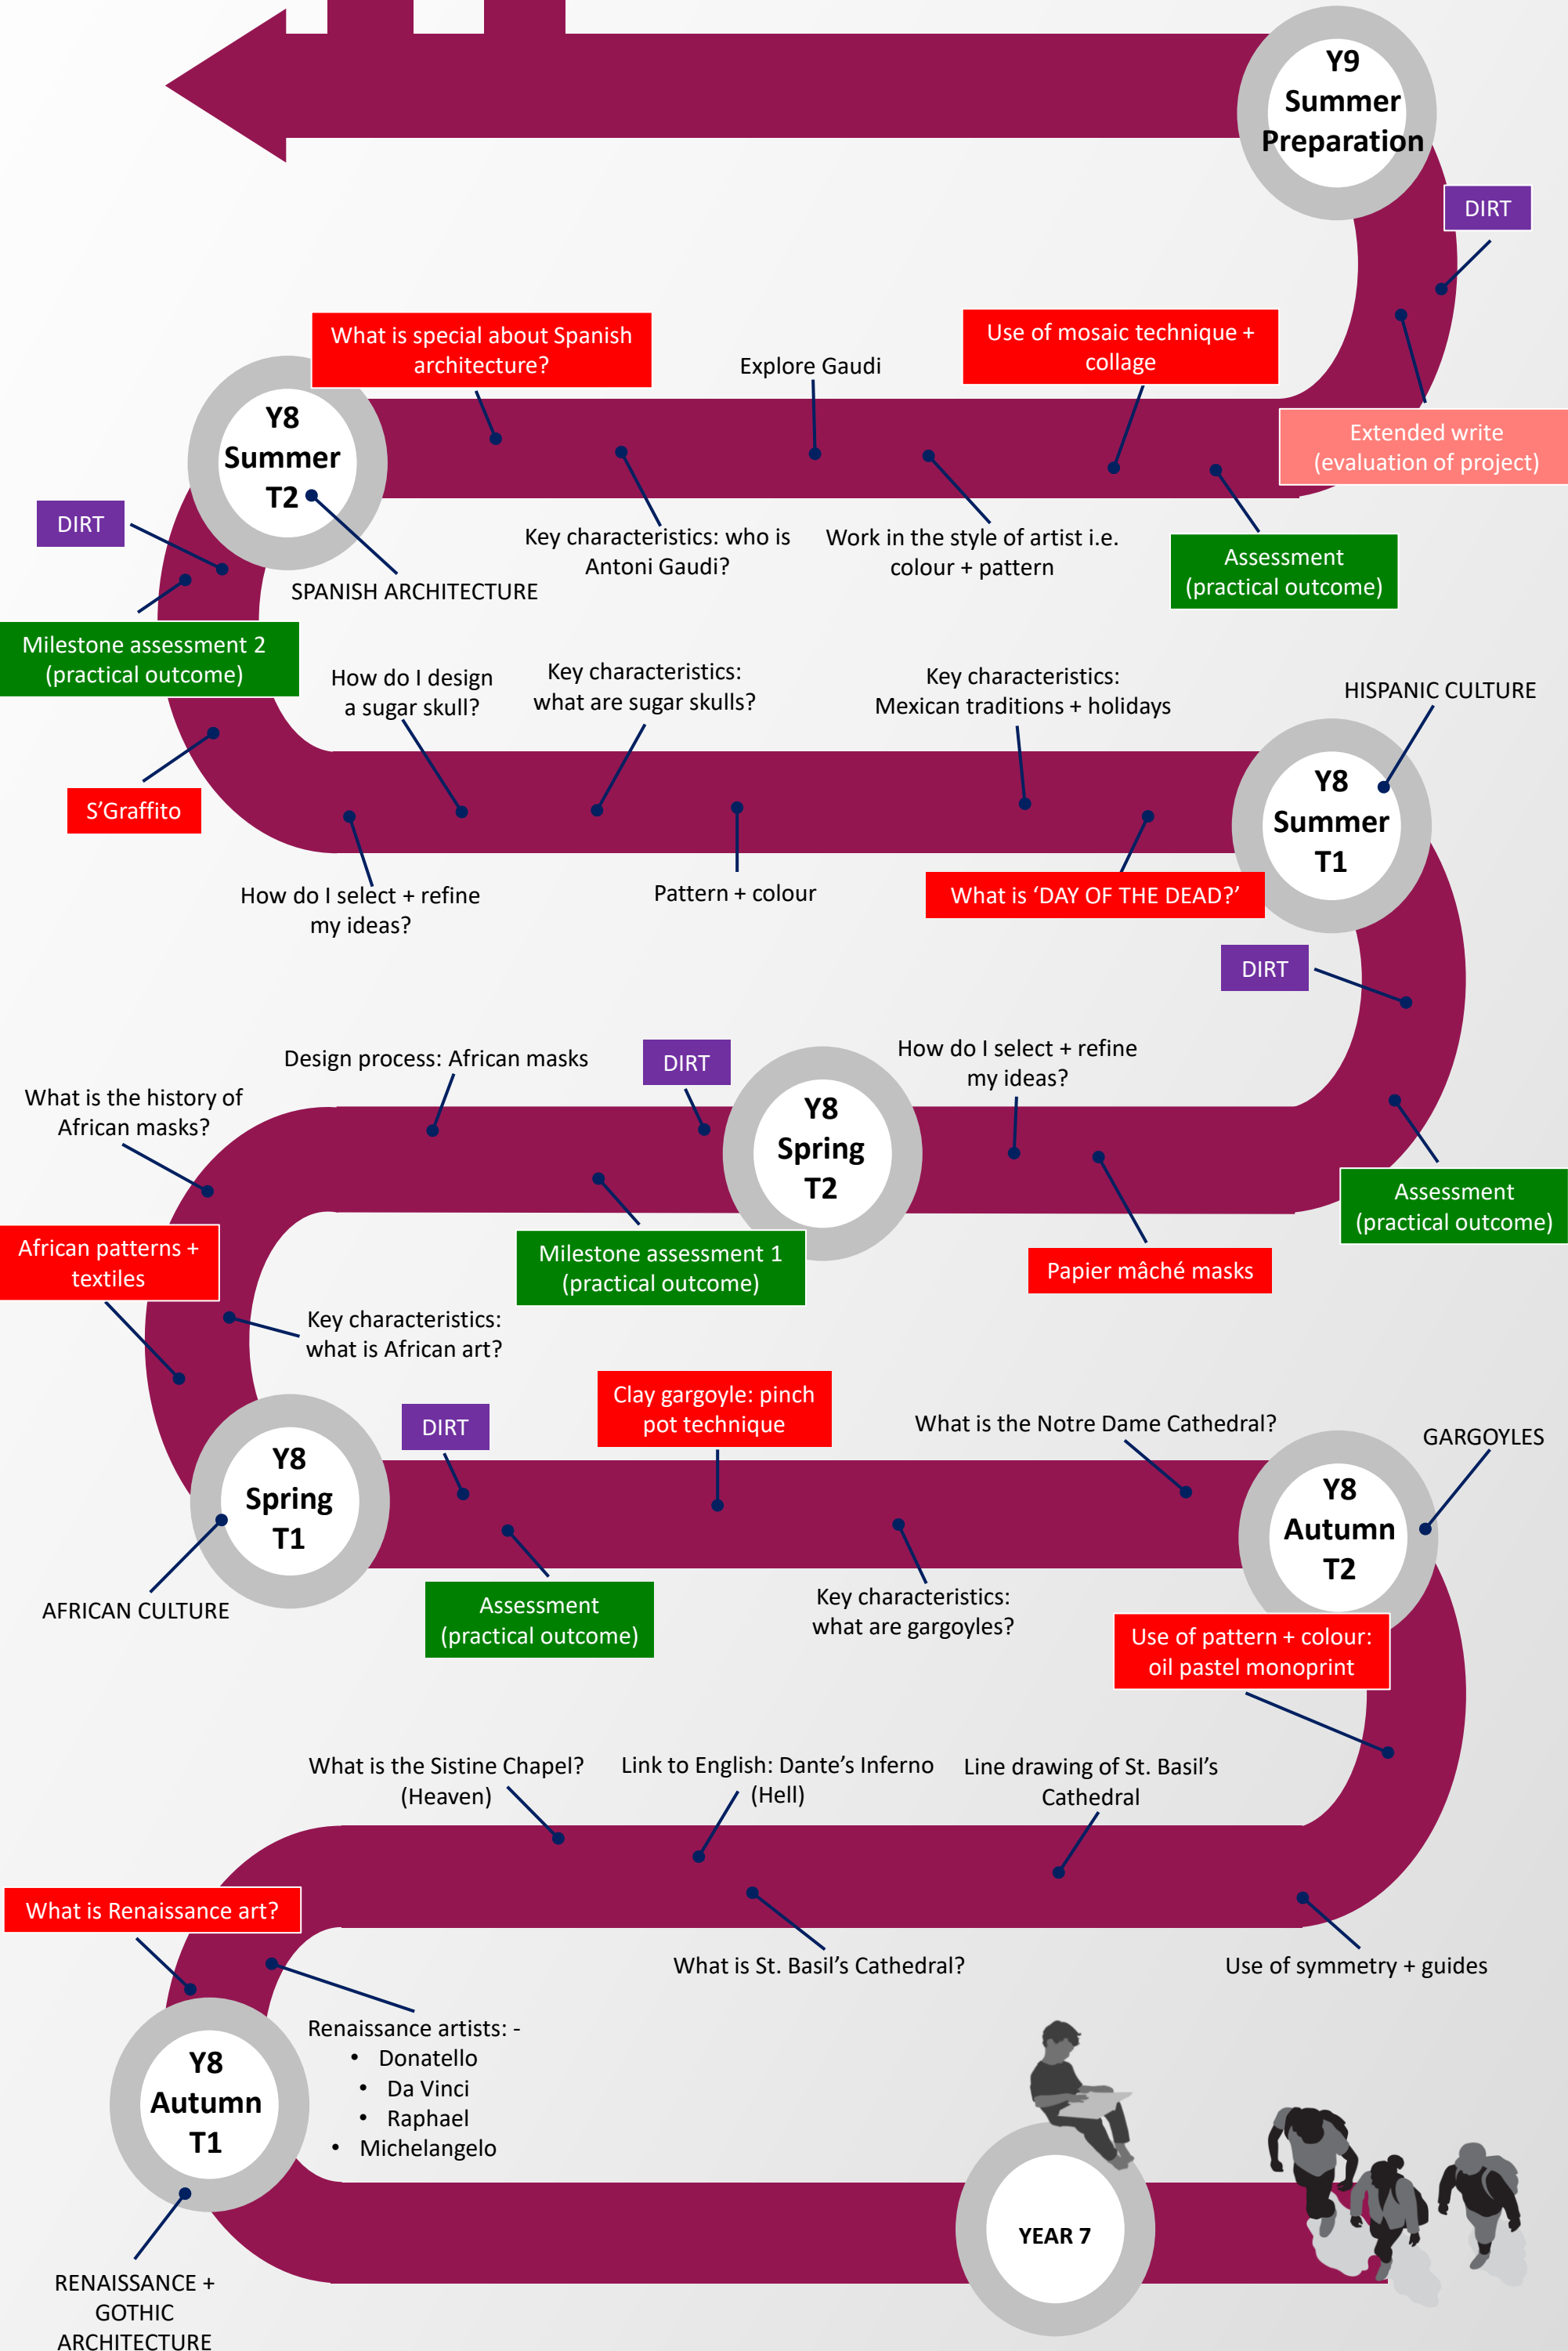 Y9
Summer
Preparation
DIRT
What is special about Spanish
architecture?
Explore Gaudi
Use of mosaic technique +
collage
Extended write
(evaluation of project)
Y8
Summer
T2
DIRT
Key characteristics: who is
Antoni Gaudi?
Work in the style of artist i.e.
colour + pattern
Assessment
(practical outcome)
SPANISH ARCHITECTURE
Milestone assessment 2
(practical outcome)
How do I design
a sugar skull?
Key characteristics:
what are sugar skulls?
Key characteristics:
Mexican traditions + holidays
HISPANIC CULTURE
S’Graffito
Y8
Summer
T1
How do I select + refine
my ideas?
Pattern + colour
What is ‘DAY OF THE DEAD?’
DIRT
Design process: African masks
DIRT
How do I select + refine
my ideas?
What is the history of
African masks?
Y8
Spring
T2
Assessment
(practical outcome)
African patterns +
textiles
Milestone assessment 1
(practical outcome)
Papier mâché masks
Key characteristics:
what is African art?
Clay gargoyle: pinch
pot technique
DIRT
What is the Notre Dame Cathedral?
GARGOYLES
Y8
Spring
T1
Y8
Autumn
T2
AFRICAN CULTURE
Assessment
(practical outcome)
Key characteristics:
what are gargoyles?
Use of pattern + colour:
oil pastel monoprint
What is the Sistine Chapel?
(Heaven)
Link to English: Dante’s Inferno
(Hell)
Line drawing of St. Basil’s
Cathedral
What is Renaissance art?
What is St. Basil’s Cathedral?
Use of symmetry + guides
Y8
Autumn
T1
Renaissance artists: -
• Donatello
• Da Vinci
• Raphael
• Michelangelo
YEAR 7
RENAISSANCE +
GOTHIC
ARCHITECTURE